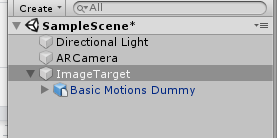 Create All
SampleScene*
Directional Light
ARCamera
ImageTarget
Basic Motions Dummy